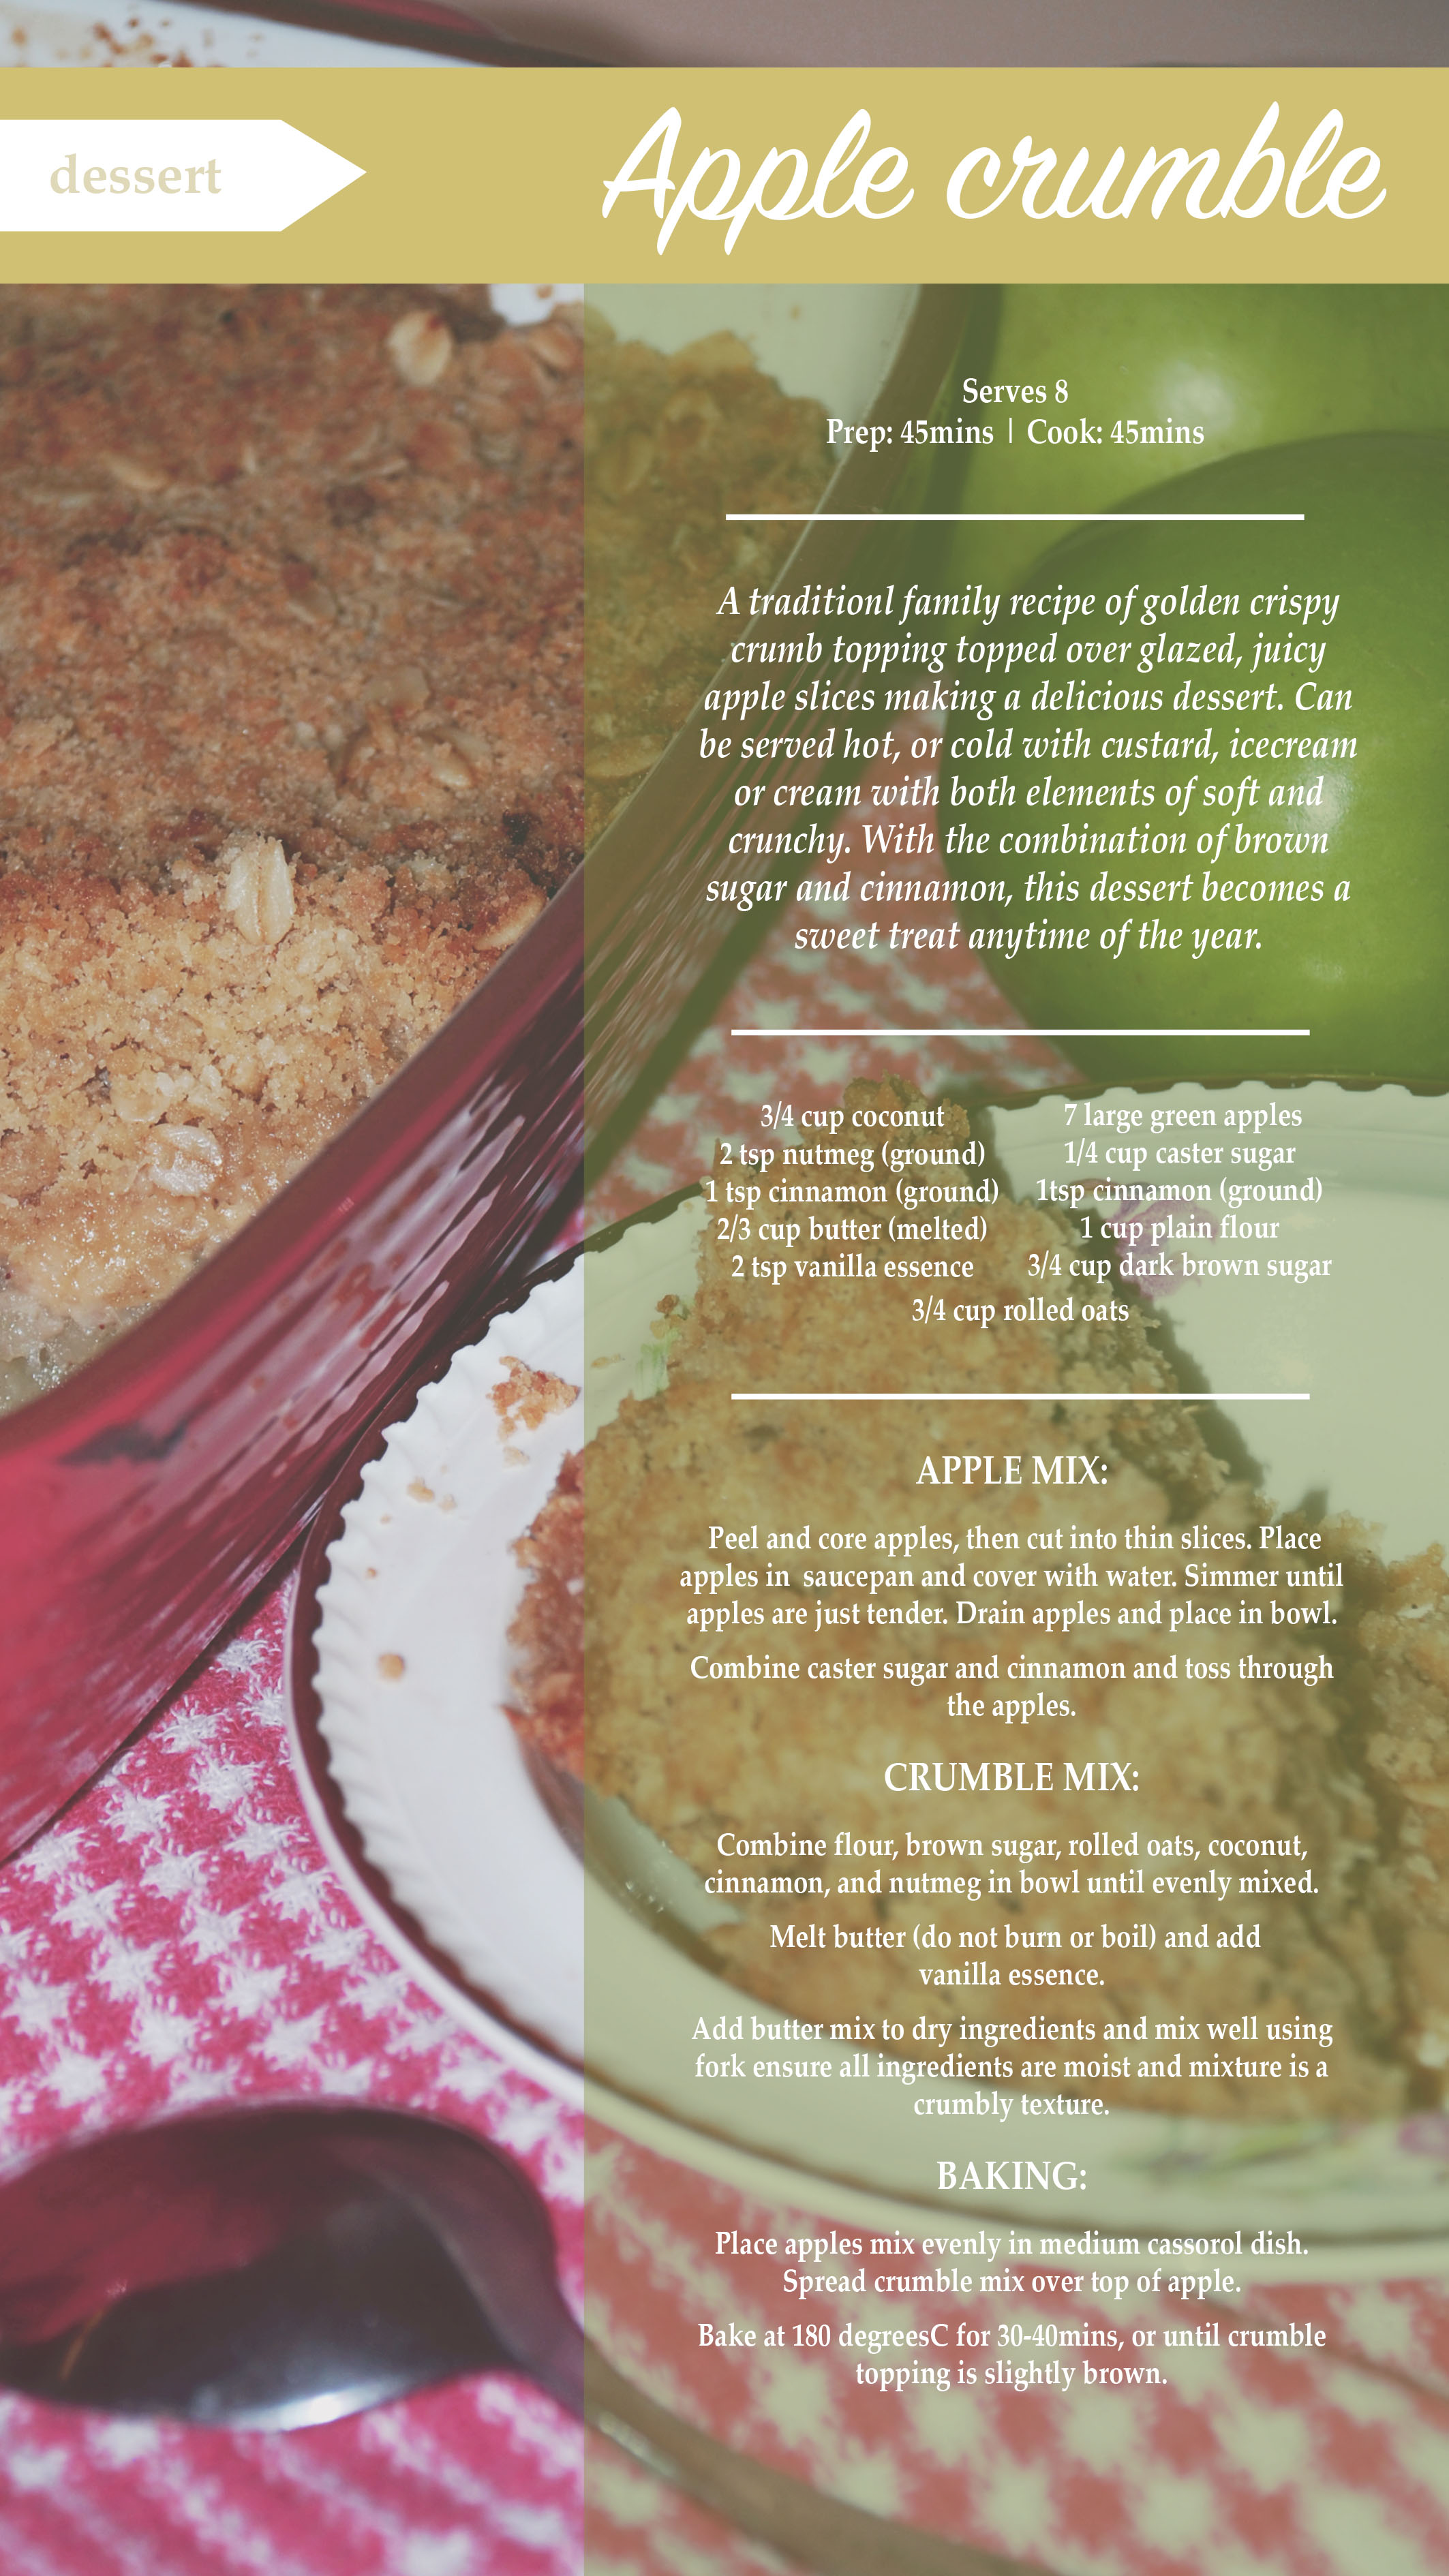 dessert
Apple crumble
Serves 8
Prep: 45mins | Cook: 45mins
A traditionl family recipe of golden crispy
crumb topping topped over glazed, juicy
apple slices making a delicious dessert. Can
be served hot, or cold with custard, icecream
or cream with both elements of soft and
crunchy. With the combination of brown
sugar and cinnamon, this dessert becomes a
sweet treat anytime of the year.
3/4 cup coconut
2 tsp nutmeg (ground)
1 tsp cinnamon (ground)
2/3 cup butter (melted)
2 tsp vanilla essence
7 large green apples
1/4 cup caster sugar
1tsp cinnamon (ground)
1 cup plain flour
3/4 cup dark brown sugar
3/4 cup rolled oats
APPLE MIX:
Peel and core apples, then cut into thin slices. Place
apples in  saucepan and cover with water. Simmer until
apples are just tender. Drain apples and place in bowl.
Combine caster sugar and cinnamon and toss through
the apples.
CRUMBLE MIX:
Combine flour, brown sugar, rolled oats, coconut,
cinnamon, and nutmeg in bowl until evenly mixed.
Melt butter (do not burn or boil) and add
vanilla essence.
Add butter mix to dry ingredients and mix well using
fork ensure all ingredients are moist and mixture is a
crumbly texture.
BAKING:
Place apples mix evenly in medium cassorol dish.
Spread crumble mix over top of apple.
Bake at 180 degreesC for 30-40mins, or until crumble
topping is slightly brown.